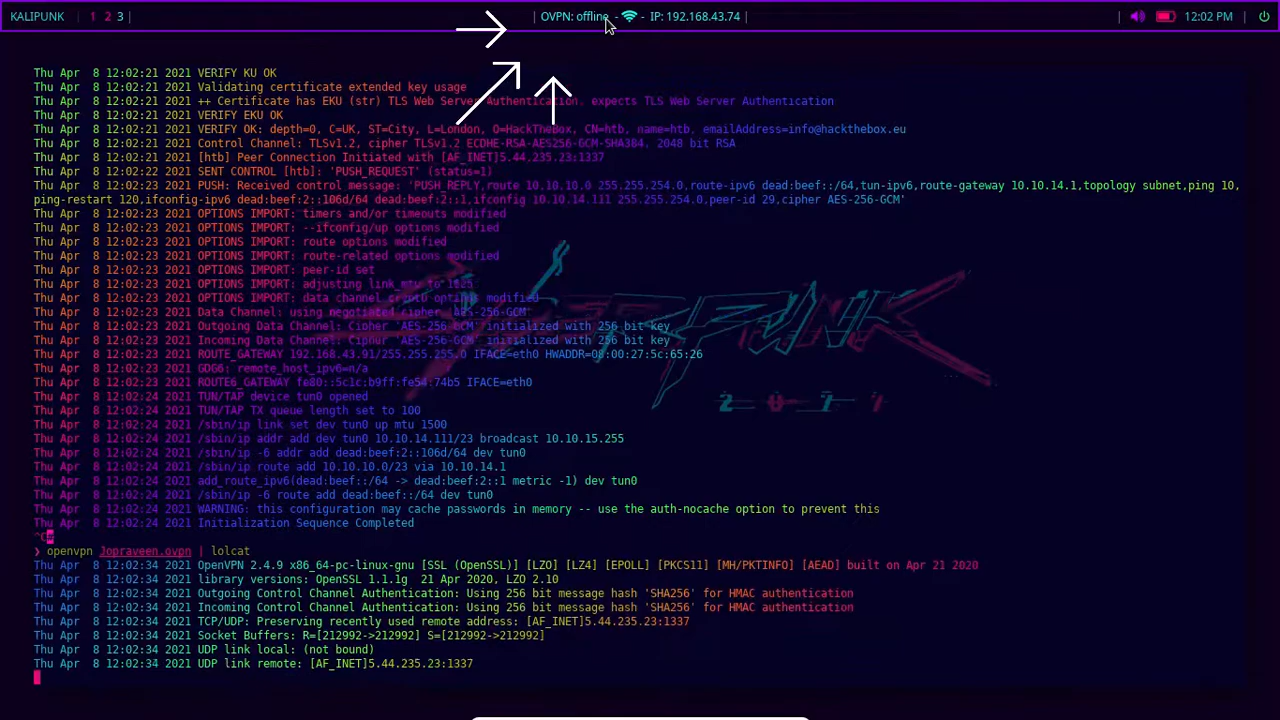 KALIPUNK | 1 2 3 |
| OVPN: offline - - IP: 192.168.43.74 |
| 12:02 PM |
Thu Apr  8 12:02:21 2021 VERIFY KU OK
Thu Apr  8 12:02:21 2021 Validating certificate extended key usage
Thu Apr  8 12:02:21 2021 ++ Certificate has EKU (str) TLS Web Server Authentication, expects TLS Web Server Authentication
Thu Apr  8 12:02:21 2021 VERIFY EKU OK
Thu Apr  8 12:02:21 2021 VERIFY OK: depth=0, C=UK, ST=City, L=London, O=HackTheBox, CN=htb, name=htb, emailAddress=info@hackthebox.eu
Thu Apr  8 12:02:21 2021 Control Channel: TLSv1.2, cipher TLSv1.2 ECDHE-RSA-AES256-GCM-SHA384, 2048 bit RSA
Thu Apr  8 12:02:21 2021 [htb] Peer Connection Initiated with [AF_INET]5.44.235.23:1337
Thu Apr  8 12:02:22 2021 SENT CONTROL [htb]: 'PUSH_REQUEST' (status=1)
Thu Apr  8 12:02:23 2021 PUSH: Received control message: 'PUSH_REPLY,route 10.10.10.0 255.255.254.0,route-ipv6 dead:beef::/64,tun-ipv6,route-gateway 10.10.14.1,topology subnet,ping 10,
ping-restart 120,ifconfig-ipv6 dead:beef:2::106d/64 dead:beef:2::1,ifconfig 10.10.14.111 255.255.254.0,peer-id 29,cipher AES-256-GCM'
Thu Apr  8 12:02:23 2021 OPTIONS IMPORT: timers and/or timeouts modified
Thu Apr  8 12:02:23 2021 OPTIONS IMPORT: --ifconfig/up options modified
Thu Apr  8 12:02:23 2021 OPTIONS IMPORT: route options modified
Thu Apr  8 12:02:23 2021 OPTIONS IMPORT: route-related options modified
Thu Apr  8 12:02:23 2021 OPTIONS IMPORT: peer-id set
Thu Apr  8 12:02:23 2021 OPTIONS IMPORT: adjusting link_mtu to 1625
Thu Apr  8 12:02:23 2021 OPTIONS IMPORT: data channel crypto options modified
Thu Apr  8 12:02:23 2021 Data Channel: using negotiated cipher 'AES-256-GCM'
Thu Apr  8 12:02:23 2021 Outgoing Data Channel: Cipher 'AES-256-GCM' initialized with 256 bit key
Thu Apr  8 12:02:23 2021 Incoming Data Channel: Cipher 'AES-256-GCM' initialized with 256 bit key
Thu Apr  8 12:02:23 2021 ROUTE_GATEWAY 192.168.43.91/255.255.255.0 IFACE=eth0 HWADDR=08:00:27:5c:65:26
Thu Apr  8 12:02:23 2021 GDG6: remote_host_ipv6=n/a
Thu Apr  8 12:02:23 2021 ROUTE6_GATEWAY fe80::5c1c:b9ff:fe54:74b5 IFACE=eth0
Thu Apr  8 12:02:24 2021 TUN/TAP device tun0 opened
Thu Apr  8 12:02:24 2021 TUN/TAP TX queue length set to 100
Thu Apr  8 12:02:24 2021 /sbin/ip link set dev tun0 up mtu 1500
Thu Apr  8 12:02:24 2021 /sbin/ip addr add dev tun0 10.10.14.111/23 broadcast 10.10.15.255
Thu Apr  8 12:02:24 2021 /sbin/ip -6 addr add dead:beef:2::106d/64 dev tun0
Thu Apr  8 12:02:24 2021 /sbin/ip route add 10.10.10.0/23 via 10.10.14.1
Thu Apr  8 12:02:24 2021 add_route_ipv6(dead:beef::/64 -> dead:beef:2::1 metric -1) dev tun0
Thu Apr  8 12:02:24 2021 /sbin/ip -6 route add dead:beef::/64 dev tun0
Thu Apr  8 12:02:24 2021 WARNING: this configuration may cache passwords in memory -- use the auth-nocache option to prevent this
Thu Apr  8 12:02:24 2021 Initialization Sequence Completed
^C#
❯ openvpn Jopraveen.ovpn | lolcat
Thu Apr  8 12:02:34 2021 OpenVPN 2.4.9 x86_64-pc-linux-gnu [SSL (OpenSSL)] [LZO] [LZ4] [EPOLL] [PKCS11] [MH/PKTINFO] [AEAD] built on Apr 21 2020
Thu Apr  8 12:02:34 2021 library versions: OpenSSL 1.1.1g  21 Apr 2020, LZO 2.10
Thu Apr  8 12:02:34 2021 Outgoing Control Channel Authentication: Using 256 bit message hash 'SHA256' for HMAC authentication
Thu Apr  8 12:02:34 2021 Incoming Control Channel Authentication: Using 256 bit message hash 'SHA256' for HMAC authentication
Thu Apr  8 12:02:34 2021 TCP/UDP: Preserving recently used remote address: [AF_INET]5.44.235.23:1337
Thu Apr  8 12:02:34 2021 Socket Buffers: R=[212992->212992] S=[212992->212992]
Thu Apr  8 12:02:34 2021 UDP link local: (not bound)
Thu Apr  8 12:02:34 2021 UDP link remote: [AF_INET]5.44.235.23:1337
CYBERPUNK
2077